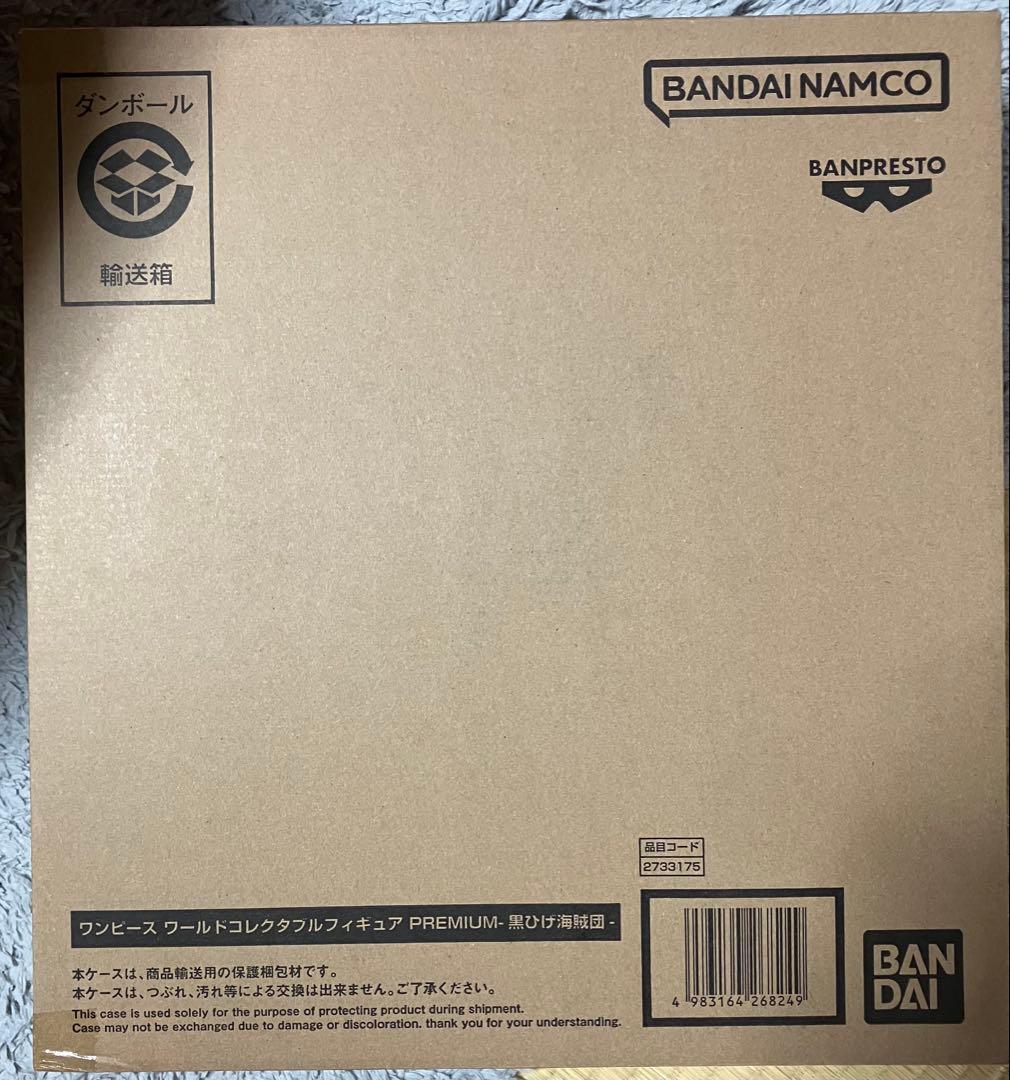 ダンボール
輸送箱
BANDAI NAMCO
BANPRESTO
品目コード
2733175
ワンピース ワールドコレクタブルフィギュア PREMIUM- 黒ひげ海賊団 -
本ケースは、商品輸送用の保護梱包材です。
本ケースは、つぶれ、汚れ等による交換は出来ません。ご了承ください。
This case is used solely for the purpose of protecting product during shipment.
Case may not be exchanged due to damage or discoloration. thank you for your understanding.
4 983164 268249
BAN
DAI